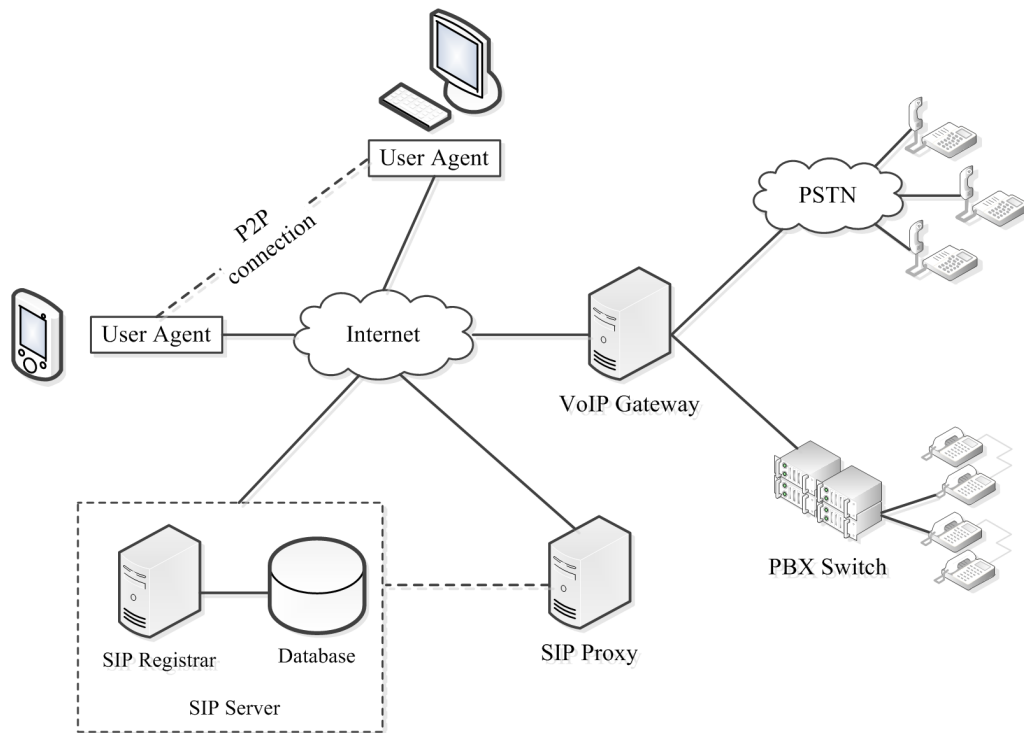 User Agent
PSTN
P2P
connection
User Agent
Internet
VoIP Gateway
PBX Switch
SIP Registrar
Database
SIP Proxy
SIP Server